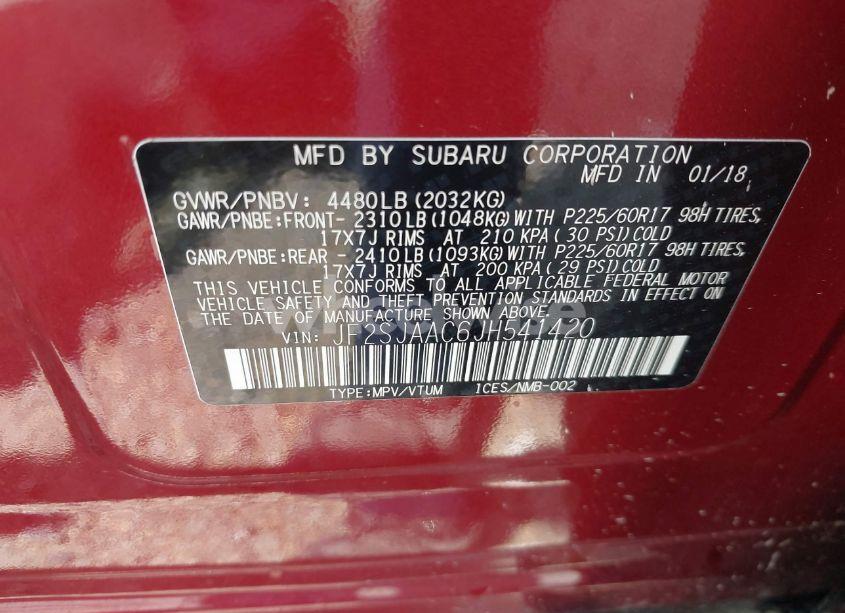 MFD BY SUBARU CORPORATION
MFD IN 01/18
GVWR/PNBV: 4480LB (2032KG)
GAWR/PNBE:FRONT- 2310LB (1048KG) WITH P225/60R17 98H TIRES,
17X7J RIMS AT 210 KPA ( 30 PSI) COLD
GAWR/PNBE:REAR - 2410LB (1093KG) WITH P225/60R17 98H TIRES,
17X7J RIMS AT 200 KPA ( 29 PSI) COLD
THIS VEHICLE CONFORMS TO ALL APPLICABLE FEDERAL MOTOR
VEHICLE SAFETY AND THEFT PREVENTION STANDARDS IN EFFECT ON
THE DATE OF MANUFACTURE SHOWN ABOVE.
VIN: JF2SJAAC6JH541420
TYPE:MPV/VTUM ICES/NMB-002